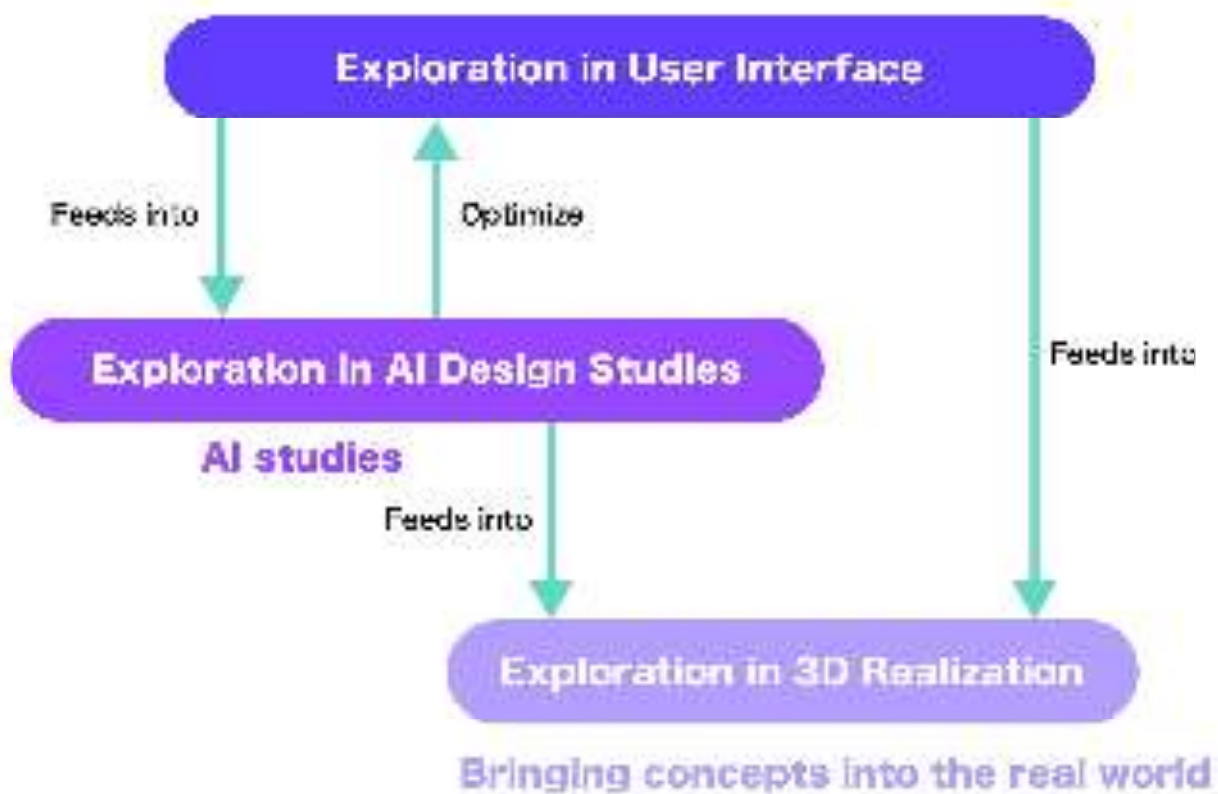 Exploration in User Interface
Feeds into
Optimize
Exploration in AI Design Studies
Feeds into
AI studies
Feeds into
Exploration in 3D Realization
Bringing concepts into the real world